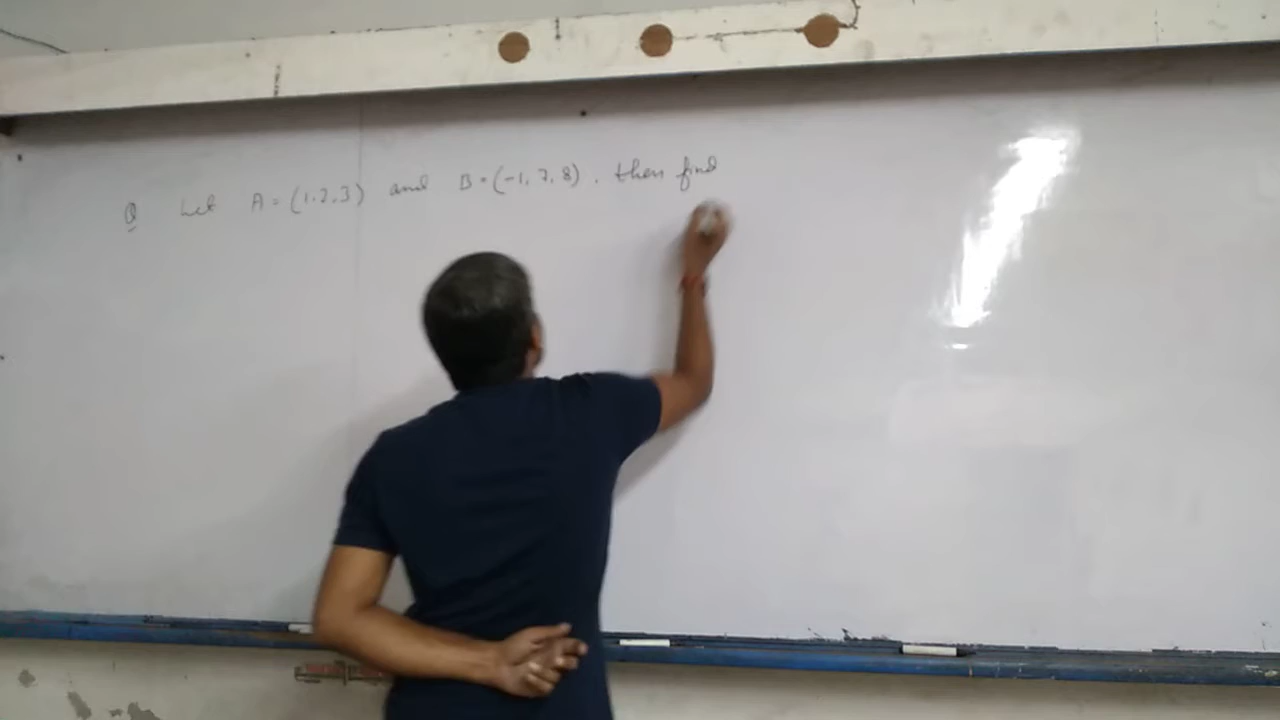 Q Let A = (1,2,3) and B = (-1,7,8). then find